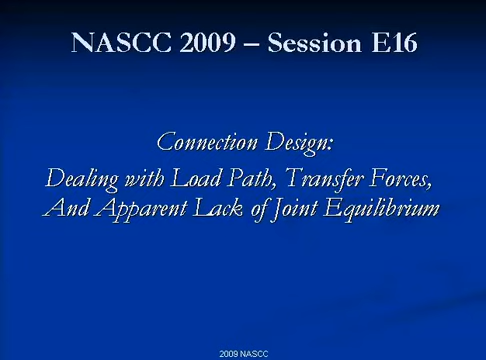 NASCC 2009 – Session E16
Connection Design:
Dealing with Load Path, Transfer Forces,
And Apparent Lack of Joint Equilibrium
2009 NASCC